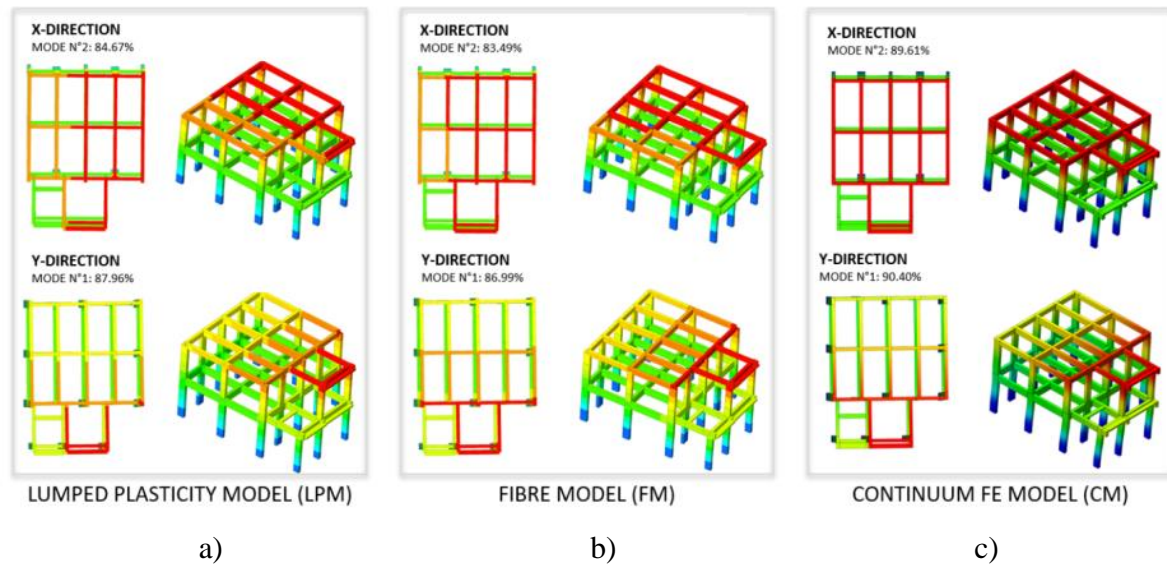 X-DIRECTION
MODE N°2: 84.67%
Y-DIRECTION
MODE N°1: 87.96%
LUMPED PLASTICITY MODEL (LPM)
a)
X-DIRECTION
MODE N°2: 83.49%
Y-DIRECTION
MODE N°1: 86.99%
FIBRE MODEL (FM)
b)
X-DIRECTION
MODE N°2: 89.61%
Y-DIRECTION
MODE N°1: 90.40%
CONTINUUM FE MODEL (CM)
c)